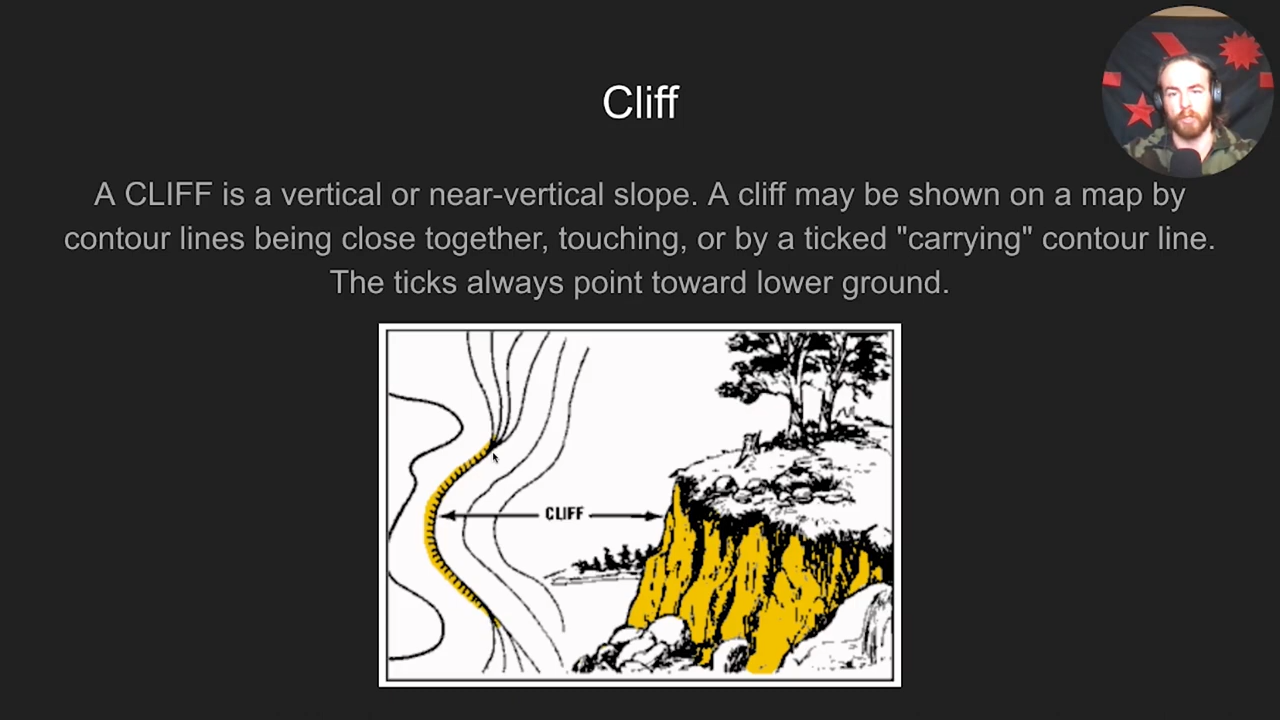 Cliff
A CLIFF is a vertical or near-vertical slope. A cliff may be shown on a map by
contour lines being close together, touching, or by a ticked "carrying" contour line.
The ticks always point toward lower ground.
CLIFF